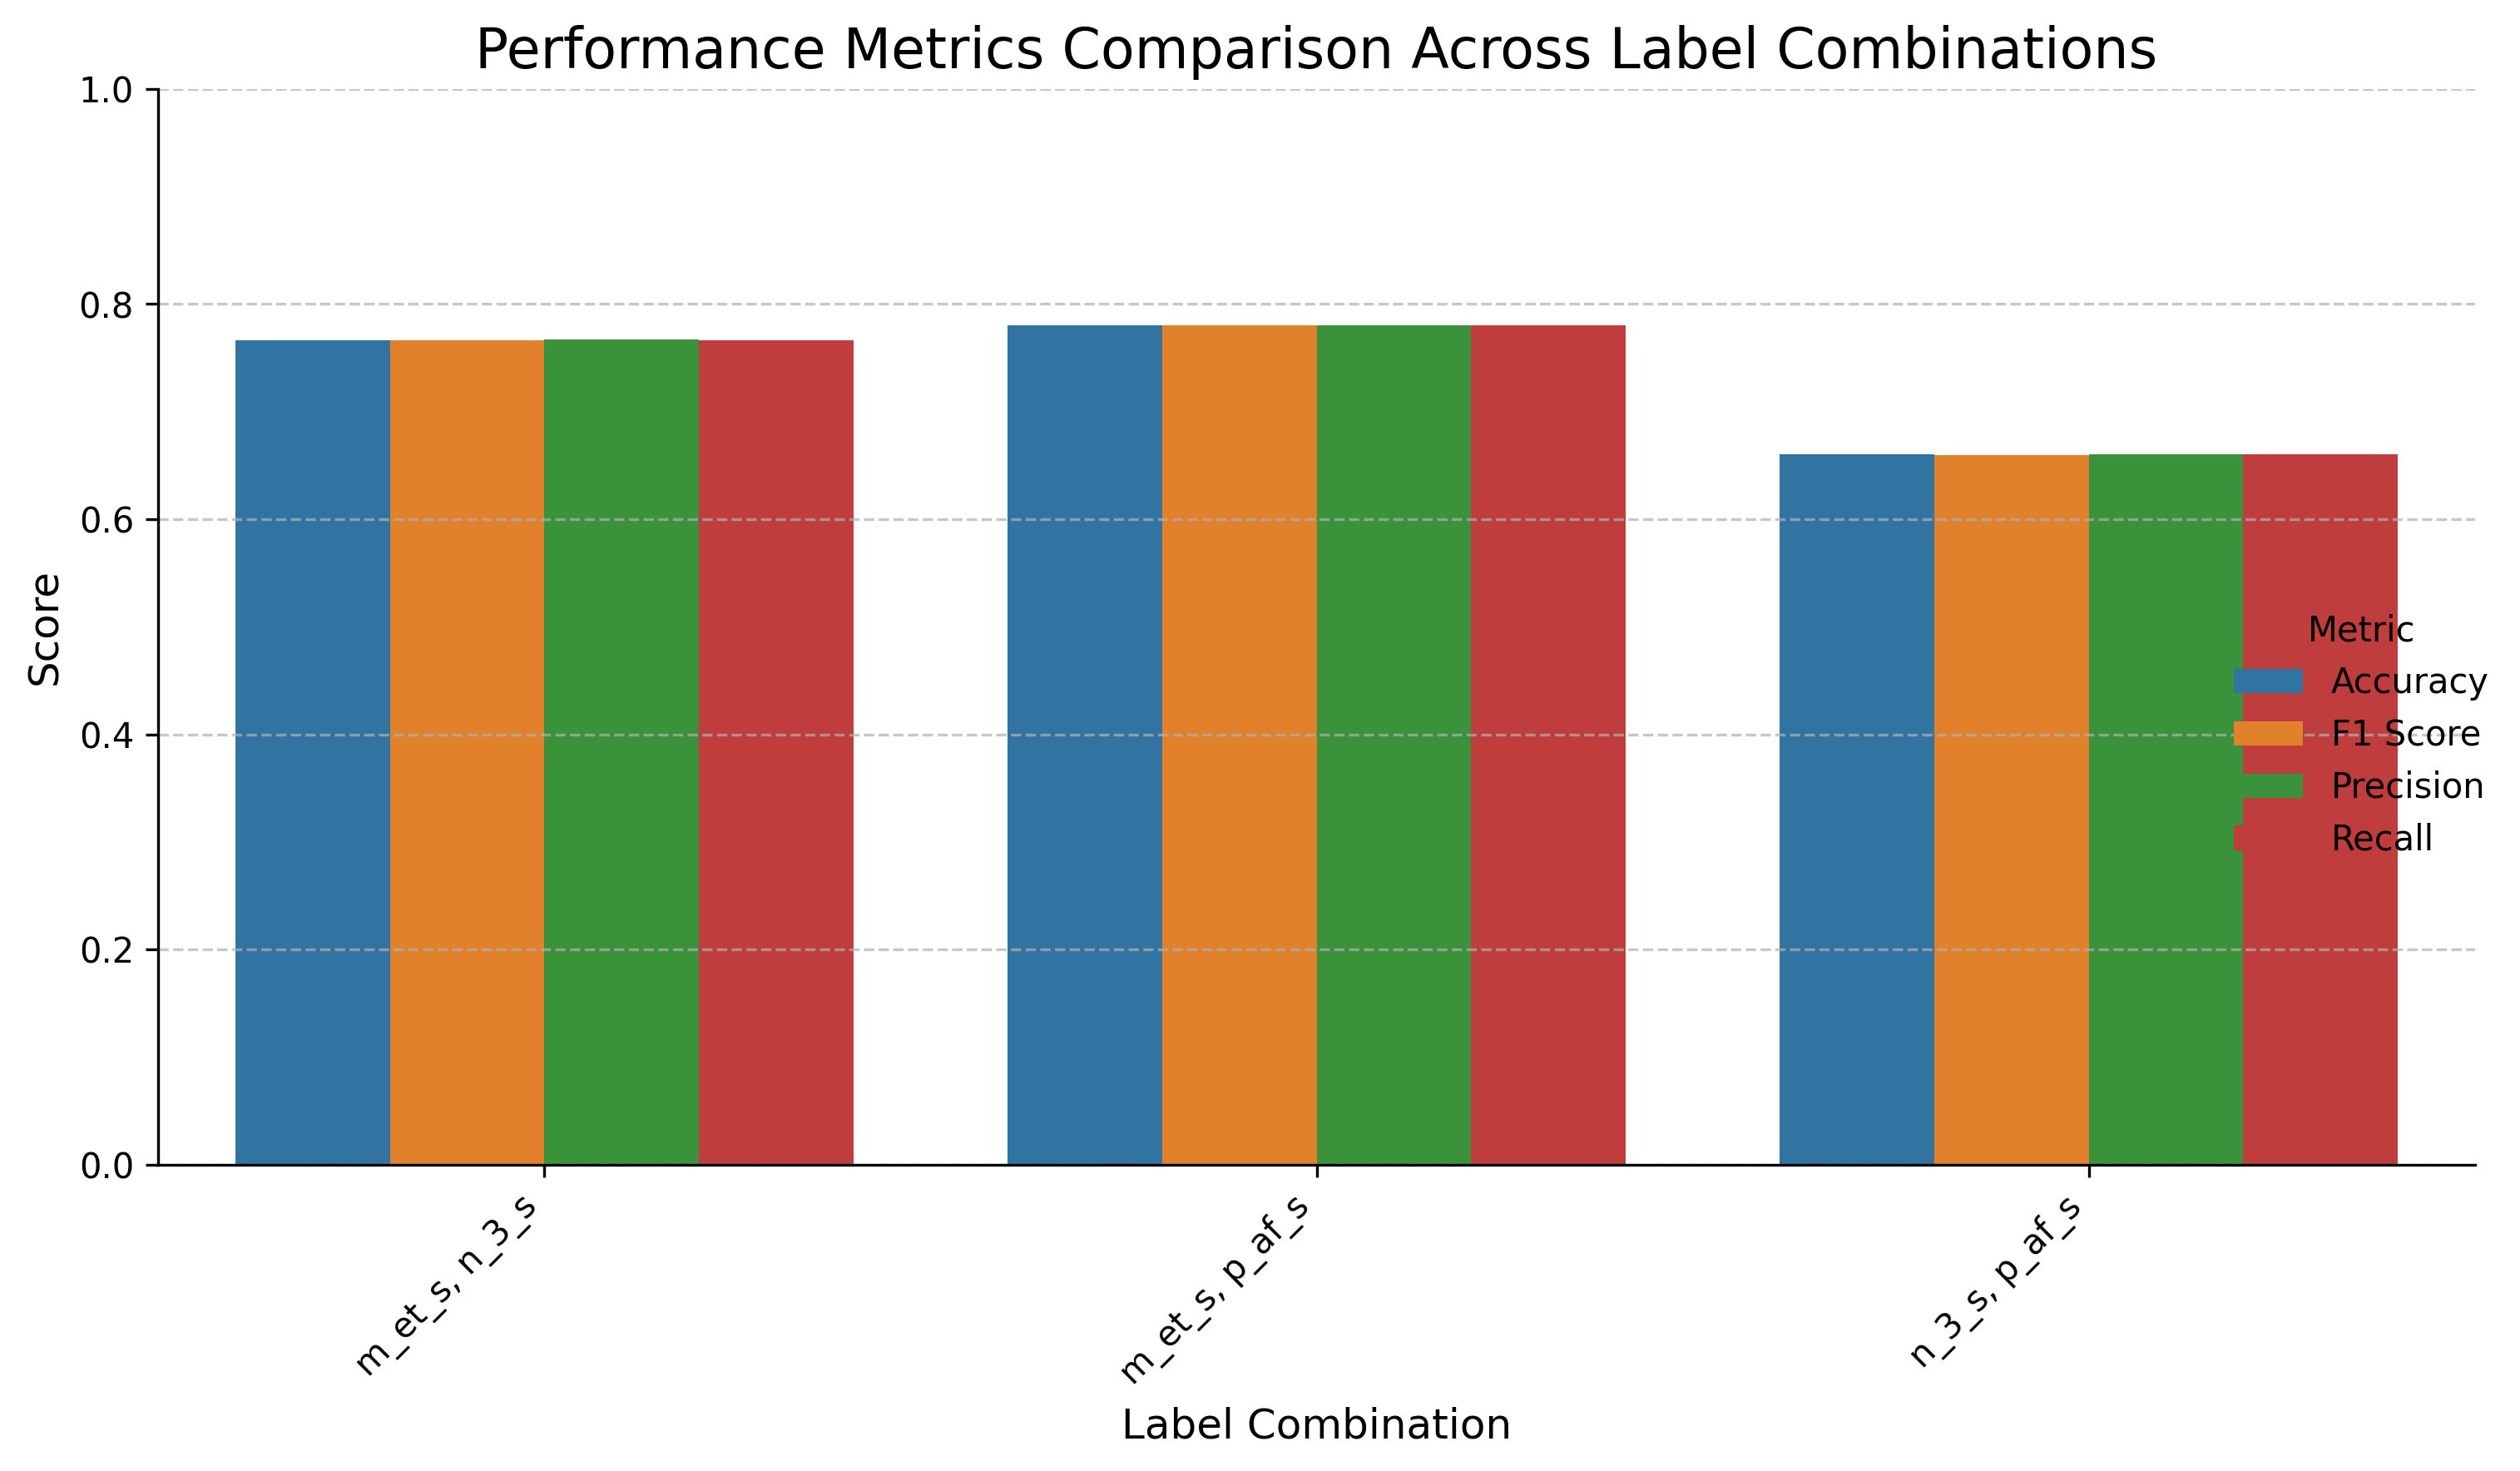 Performance Metrics Comparison Across Label Combinations
1.0
0.8
0.6
0.4
0.2
0.0
Score
Metric
Accuracy
F1 Score
Precision
Recall
m_et_s, n_3_s
m_et_s, p_af_s
n_3_s, p_af_s
Label Combination